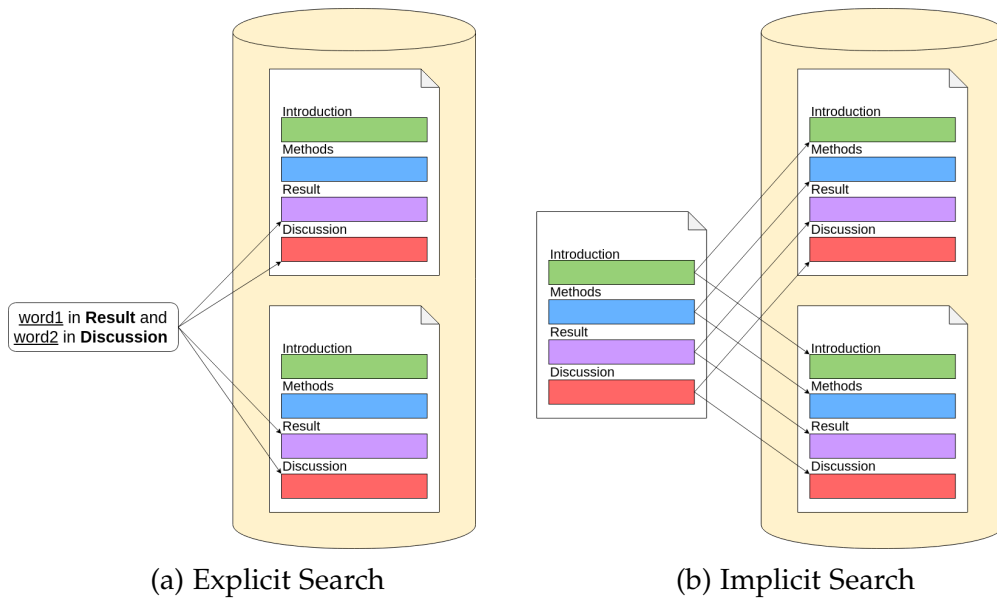 Introduction
Methods
Result
Discussion
word1 in Result and
word2 in Discussion
Introduction
Methods
Result
Discussion
(a) Explicit Search
Introduction
Methods
Result
Discussion
Introduction
Methods
Result
Discussion
Introduction
Methods
Result
Discussion
(b) Implicit Search